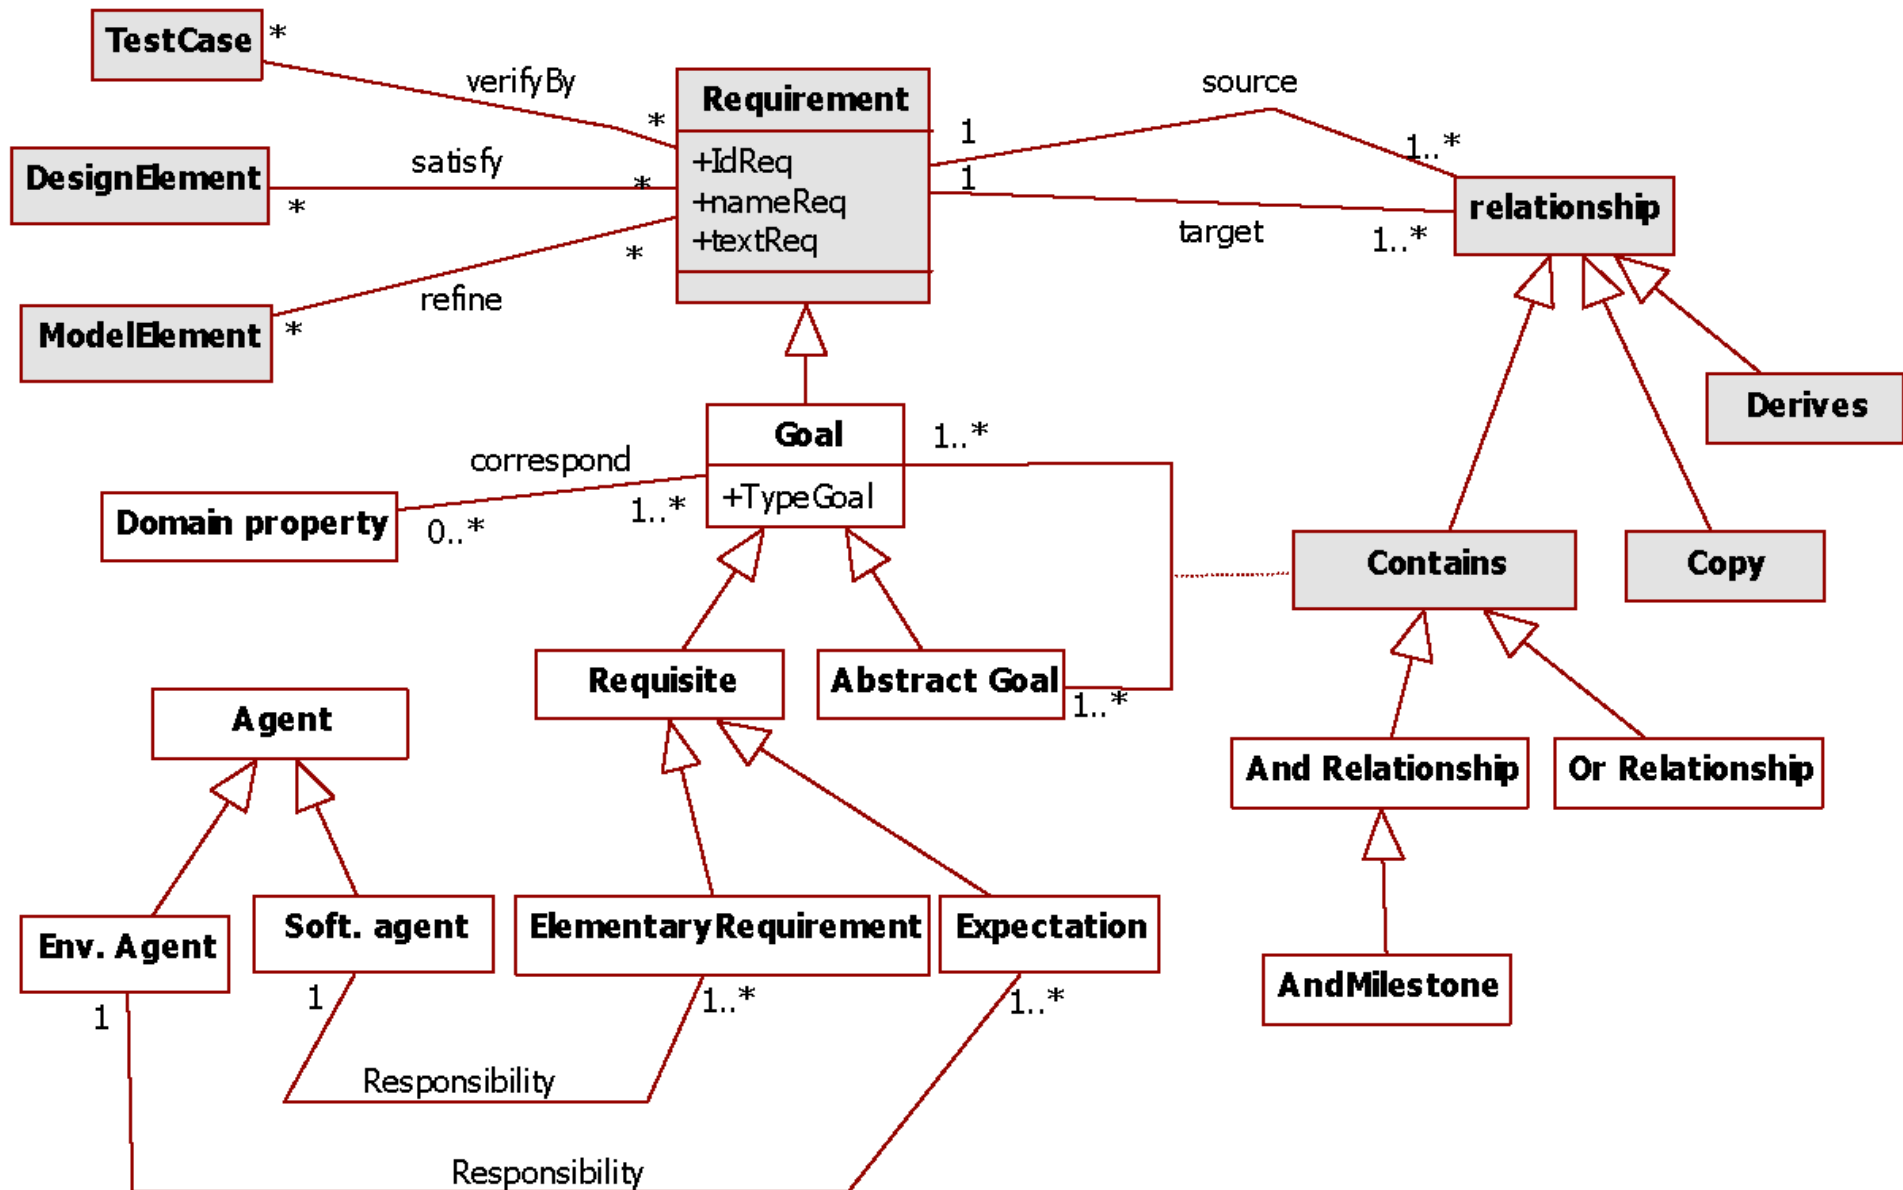 TestCase
*
verifyBy
*
Requirement
+IdReq
+nameReq
+textReq
source
1
1..*
1
target
1..*
relationship
DesignElement
*
satisfy
*
ModelElement
*
refine
*
Derives
Goal
+TypeGoal
1..*
correspond
1..*
0..*
Domain property
Contains
Copy
Requisite
Abstract Goal
1..*
Agent
And Relationship
Or Relationship
Env. Agent
Soft. agent
ElementaryRequirement
Expectation
AndMilestone
1
1
1..*
1..*
Responsibility
Responsibility